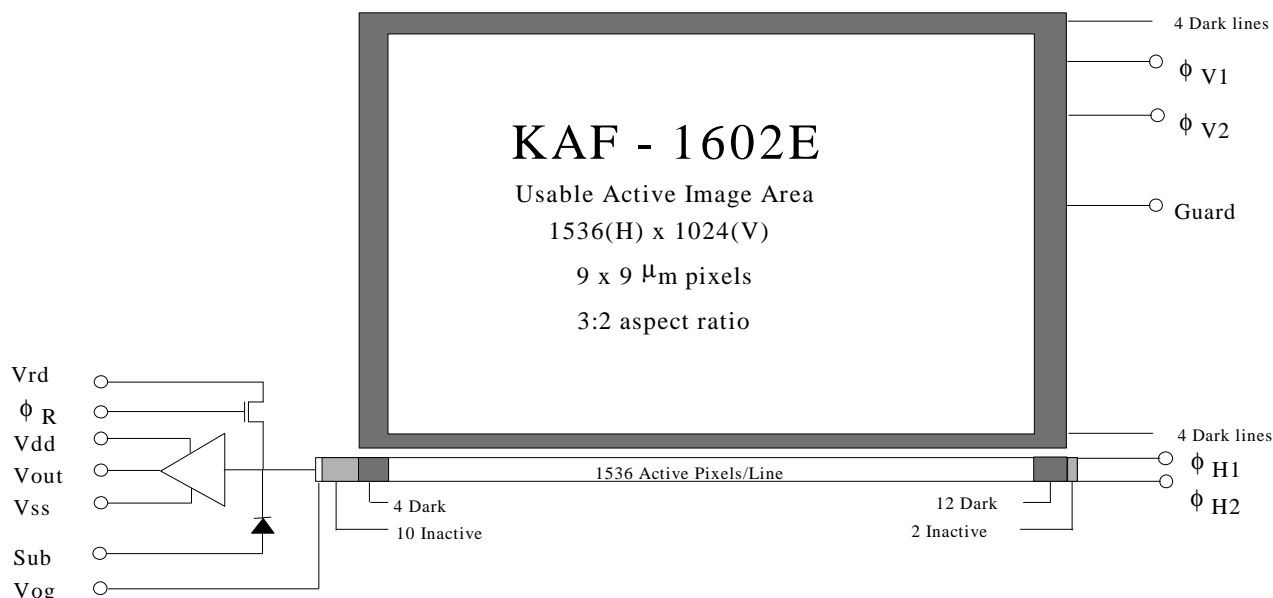 4 Dark lines
ϕ V1
ϕ V2
KAF - 1602E
Usable Active Image Area
Guard
1536(H) x 1024(V)
9 x 9 μm pixels
3:2 aspect ratio
Vrd
ϕ R
4 Dark lines
Vdd
ϕ H1
Vout
1536 Active Pixels/Line
Vss
4 Dark
12 Dark
ϕ H2
10 Inactive
2 Inactive
Sub
Vog